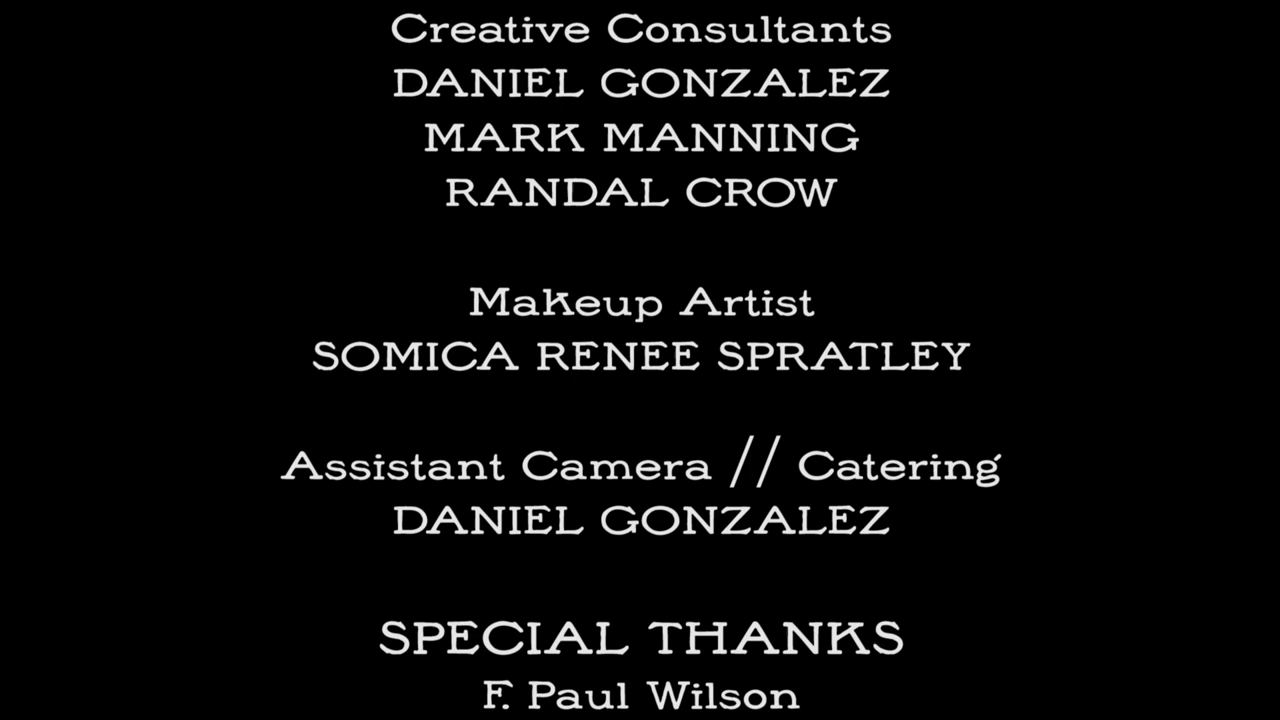 Creative Consultants
DANIEL GONZALEZ
MARK MANNING
RANDAL CROW
Makeup Artist
SOMICA RENEE SPRATLEY
Assistant Camera // Catering
DANIEL GONZALEZ
SPECIAL THANKS
F. Paul Wilson